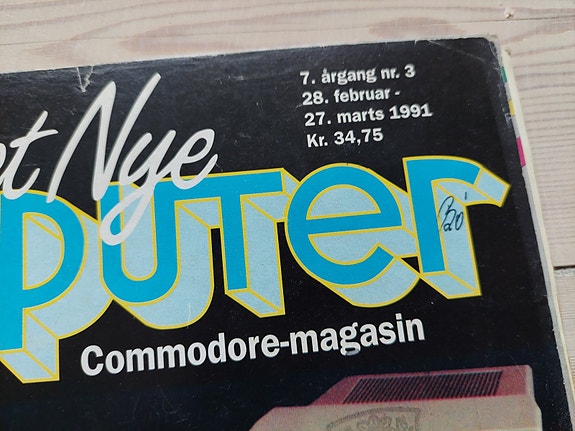 7. årgang nr. 3
28. februar -
27. marts 1991
Kr. 34,75
et Nye
puter
Commodore-magasin